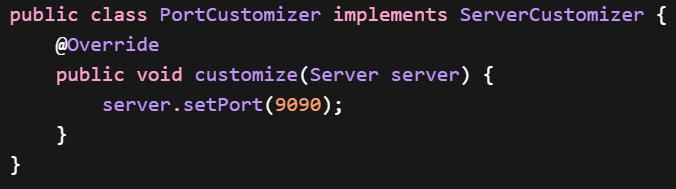 public class PortCustomizer implements ServerCustomizer {
    @Override
    public void customize(Server server) {
        server.setPort(9090);
    }
}